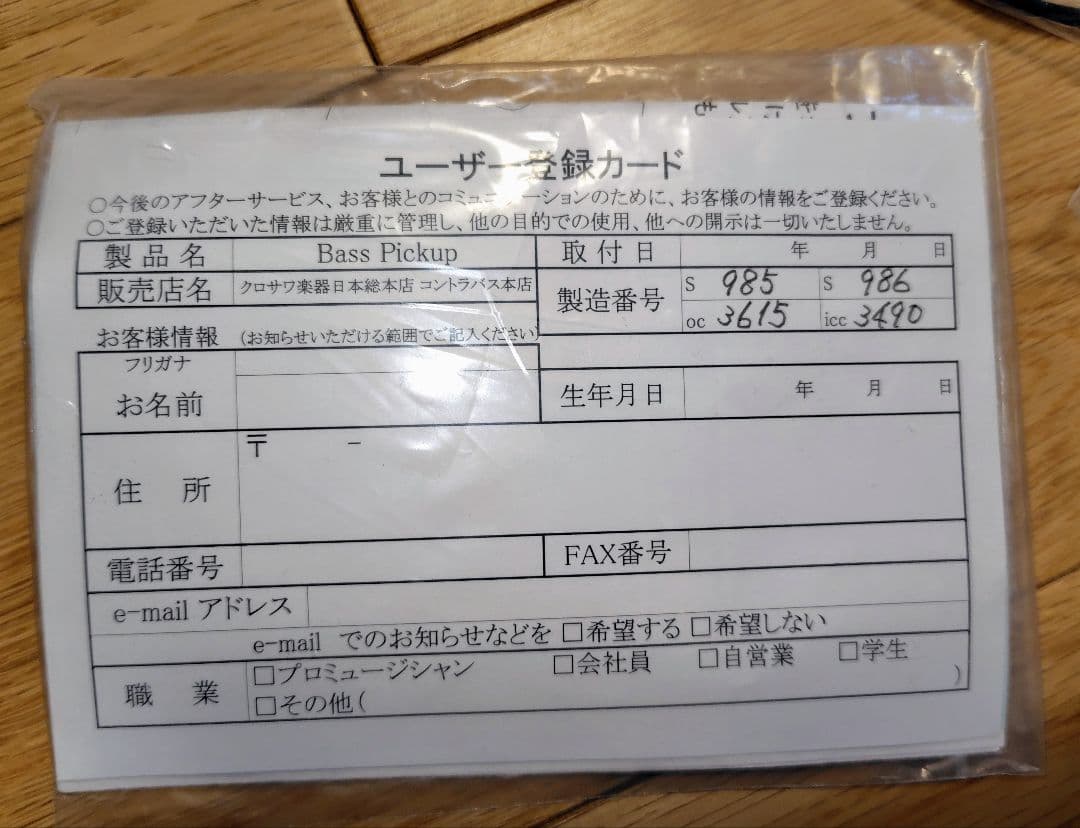 ユーザー登録カード
○今後のアフターサービス、お客様とのコミュニケーションのために、お客様の情報をご登録ください。
○ご登録いただいた情報は厳重に管理し、他の目的での使用、他への開示は一切いたしません。
製品名 Bass Pickup 取付日 年 月 日
販売店名 クロサワ楽器日本総本店 コントラバス本店 製造番号 S 985 S 986
oc 3615 icc 3490
お客様情報 (お知らせいただける範囲でご記入ください)
フリガナ
お名前 生年月日 年 月 日
住 所 〒 -
電話番号 FAX番号
e-mail アドレス
e-mail でのお知らせなどを □希望する □希望しない
職 業 □プロミュージシャン □会社員 □自営業 □学生
□その他( )